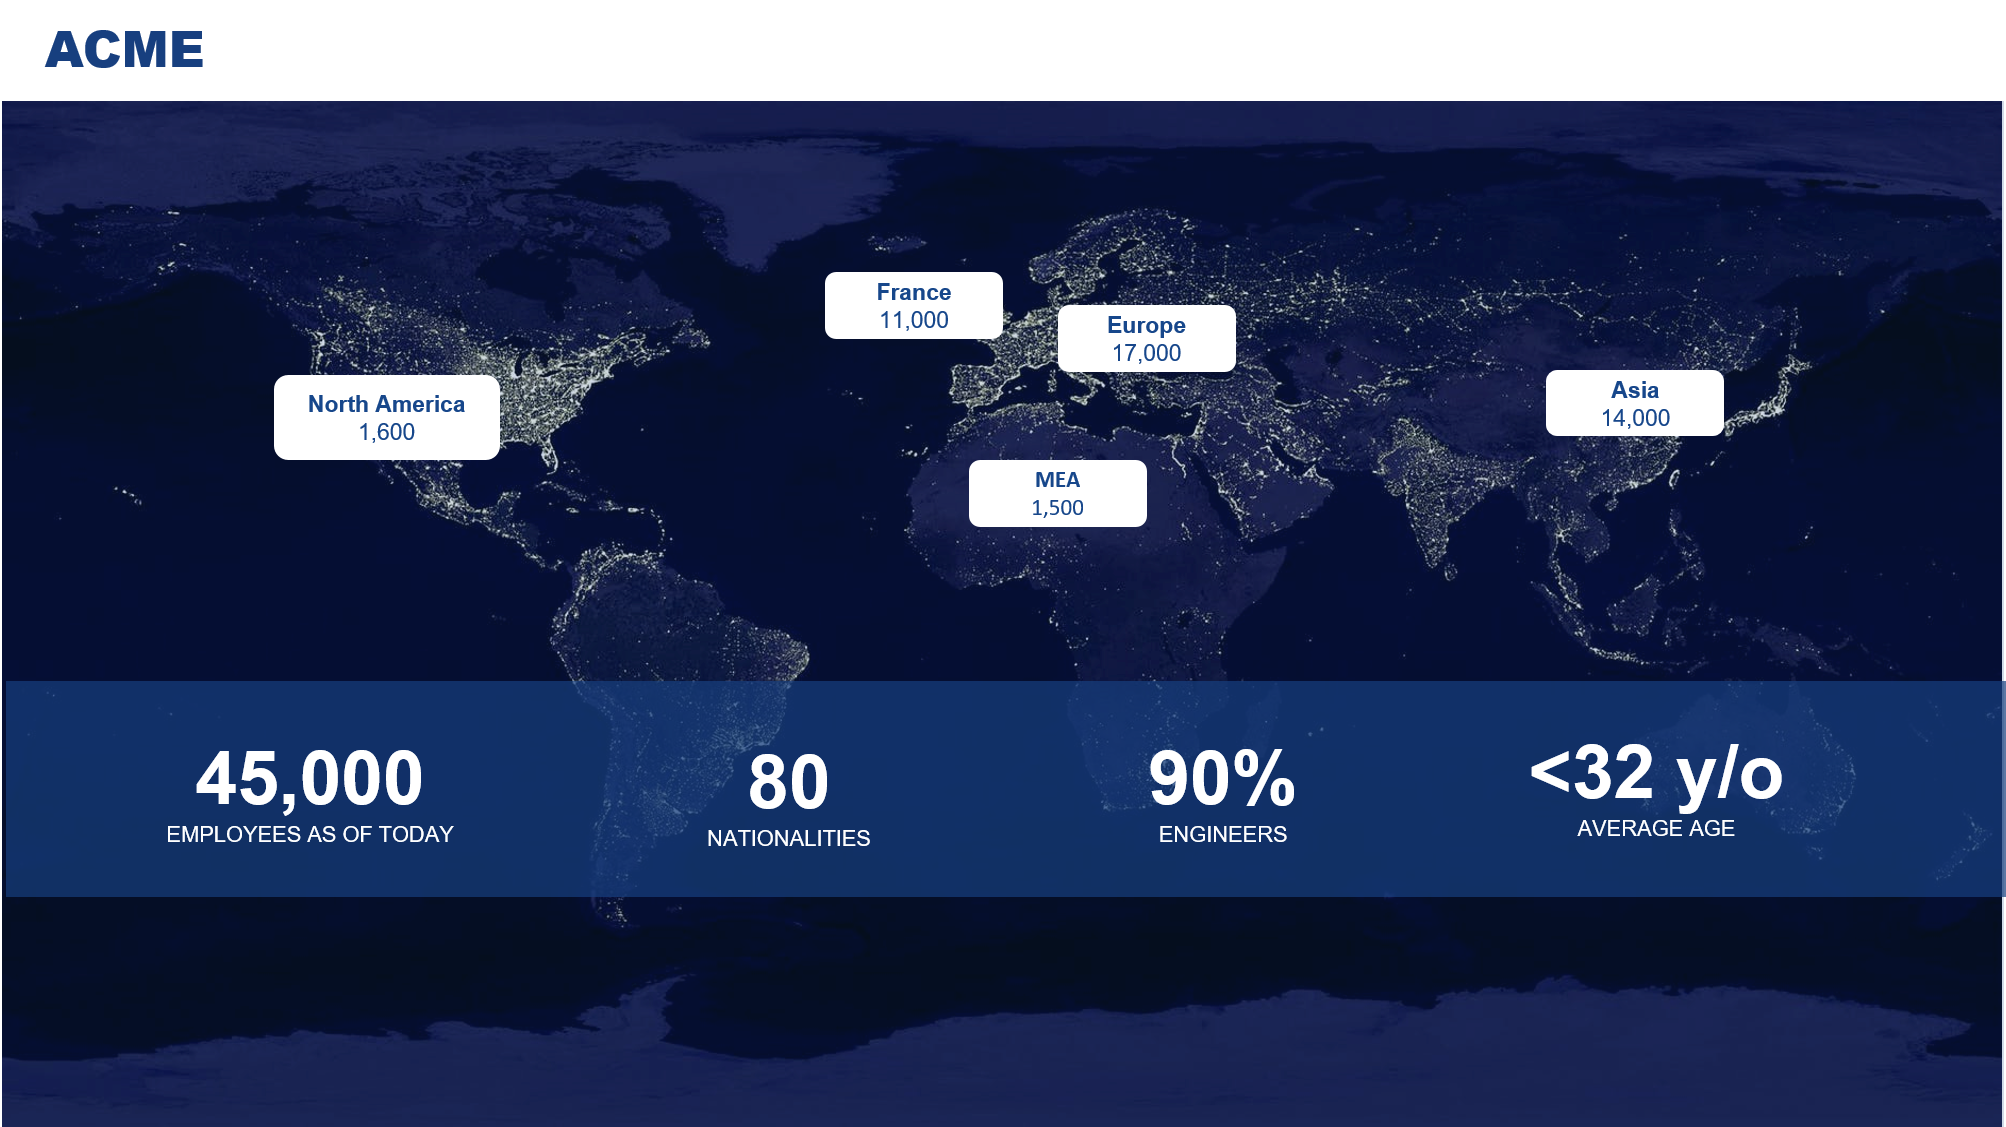 ACME
France
11,000
Europe
17,000
North America
1,600
Asia
14,000
MEA
1,500
45,000
EMPLOYEES AS OF TODAY
80
NATIONALITIES
90%
ENGINEERS
<32 y/o
AVERAGE AGE